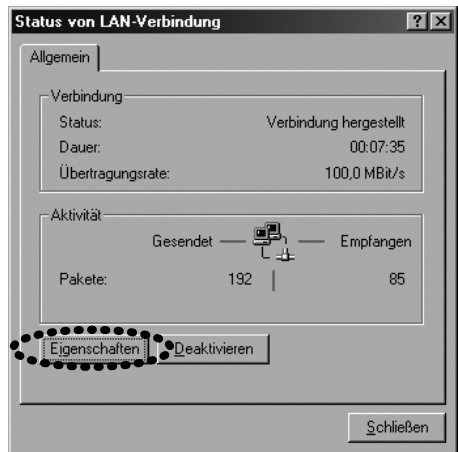 Status von LAN-Verbindung
Allgemein
Verbindung
Status: Verbindung hergestellt
Dauer: 00:07:35
Übertragungsrate: 100,0 MBit/s
Aktivität
Gesendet Empfangen
Pakete: 192 85
Eigenschaften Deaktivieren
Schließen